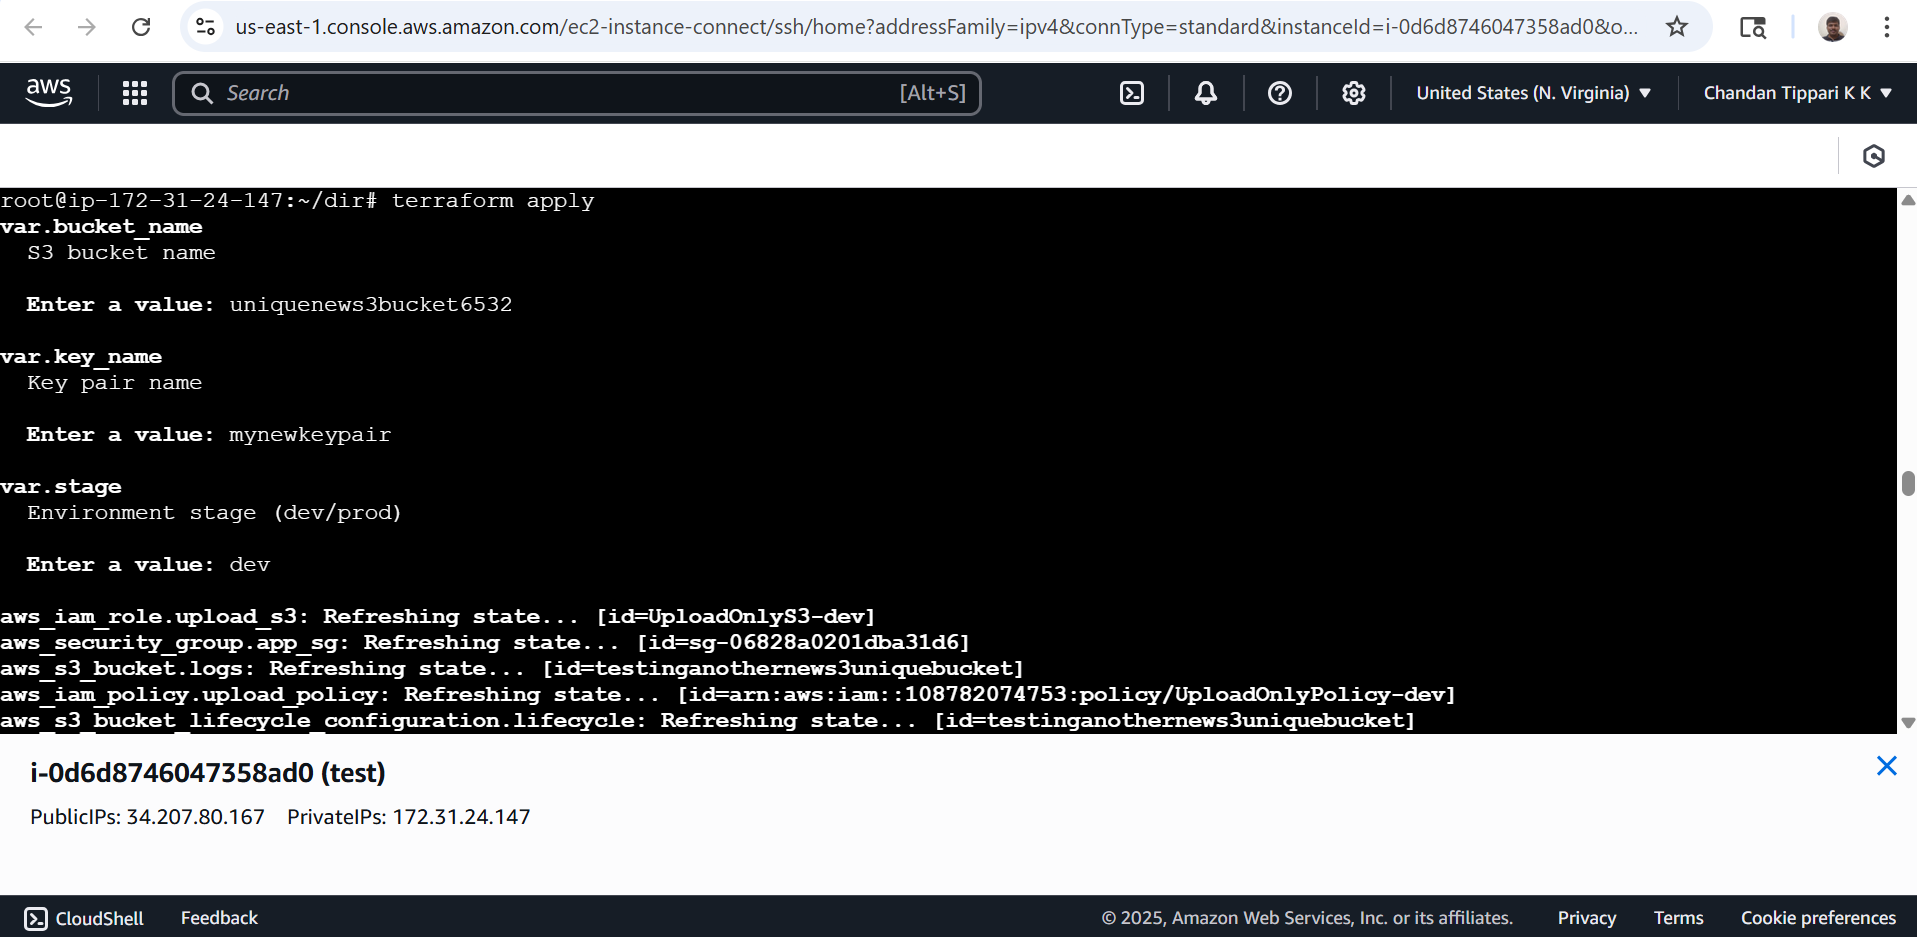 us-east-1.console.aws.amazon.com/ec2-instance-connect/ssh/home?addressFamily=ipv4&connType=standard&instanceId=i-0d6d8746047358ad0&o...
aws
Search
[Alt+S]
United States (N. Virginia)
Chandan Tippari K K
root@ip-172-31-24-147:~/dir# terraform apply
var.bucket_name
S3 bucket name
Enter a value: uniquenews3bucket6532
var.key_name
Key pair name
Enter a value: mynewkeypair
var.stage
Environment stage (dev/prod)
Enter a value: dev
aws_iam_role.upload_s3: Refreshing state... [id=UploadOnlyS3-dev]
aws_security_group.app_sg: Refreshing state... [id=sg-06828a0201dba31d6]
aws_s3_bucket.logs: Refreshing state... [id=testinganothernews3uniquebucket]
aws_iam_policy.upload_policy: Refreshing state... [id=arn:aws:iam::108782074753:policy/UploadOnlyPolicy-dev]
aws_s3_bucket_lifecycle_configuration.lifecycle: Refreshing state... [id=testinganothernews3uniquebucket]
i-0d6d8746047358ad0 (test)
PublicIPs: 34.207.80.167 PrivateIPs: 172.31.24.147
CloudShell Feedback © 2025, Amazon Web Services, Inc. or its affiliates. Privacy Terms Cookie preferences